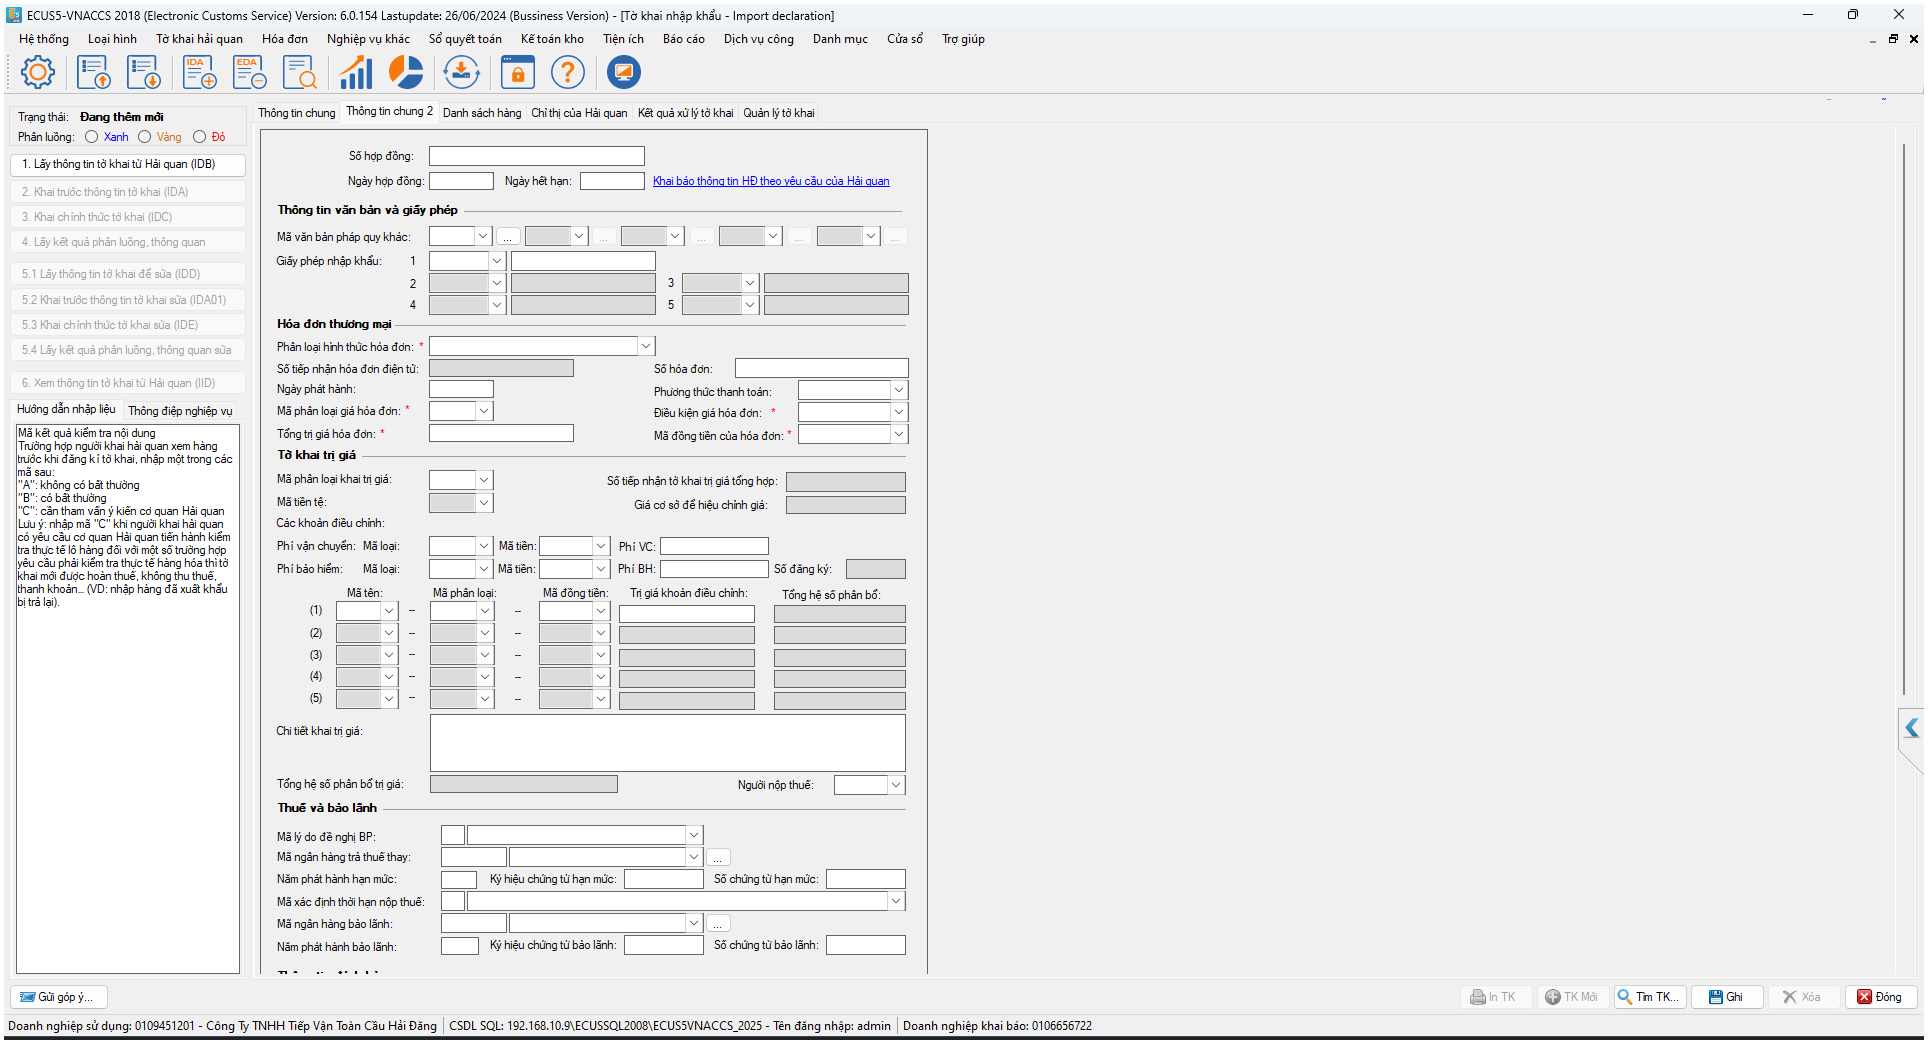 ECUS5-VNACCS 2018 (Electronic Customs Service) Version: 6.0.154 Lastupdate: 26/06/2024 (Bussiness Version) - [Tờ khai nhập khẩu - Import declaration]
Hệ thống Loại hình Tờ khai hải quan Hóa đơn Nghiệp vụ khác Sổ quyết toán Kế toán kho Tiện ích Báo cáo Dịch vụ công Danh mục Cửa sổ Trợ giúp
IDA EDA
Trạng thái: Đang thêm mới
Phân luồng: Xanh Vàng Đỏ
1. Lấy thông tin tờ khai từ Hải quan (IDB)
2. Khai trước thông tin tờ khai (IDA)
3. Khai chính thức tờ khai (IDC)
4. Lấy kết quả phân luồng, thông quan
5.1 Lấy thông tin tờ khai để sửa (IDD)
5.2 Khai trước thông tin tờ khai sửa (IDA01)
5.3 Khai chính thức tờ khai sửa (IDE)
5.4 Lấy kết quả phân luồng, thông quan sửa
6. Xem thông tin tờ khai từ Hải quan (IID)
Hướng dẫn nhập liệu Thông điệp nghiệp vụ
Mã kết quả kiểm tra nội dung
Trường hợp người khai hải quan xem hàng
trước khi đăng kí tờ khai, nhập một trong các
mã sau:
"A": không có bất thường
"B": có bất thường
"C": cần tham vấn ý kiến cơ quan Hải quan
Lưu ý: nhập mã "C" khi người khai hải quan
có yêu cầu cơ quan Hải quan tiến hành kiểm
tra thực tế lô hàng đối với một số trường hợp
yêu cầu phải kiểm tra thực tế hàng hóa thì tờ
khai mới được hoàn thuế, không thu thuế,
thanh khoản... (VD: nhập hàng đã xuất khẩu
bị trả lại).
Thông tin chung Thông tin chung 2 Danh sách hàng Chỉ thị của Hải quan Kết quả xử lý tờ khai Quản lý tờ khai
Số hợp đồng:
Ngày hợp đồng: Ngày hết hạn: Khai báo thông tin HĐ theo yêu cầu của Hải quan
Thông tin văn bản và giấy phép
Mã văn bản pháp quy khác: ... ... ... ... ...
Giấy phép nhập khẩu: 1
2 3
4 5
Hóa đơn thương mại
Phân loại hình thức hóa đơn: *
Số tiếp nhận hóa đơn điện tử: Số hóa đơn:
Ngày phát hành: Phương thức thanh toán:
Mã phân loại giá hóa đơn: * Điều kiện giá hóa đơn: *
Tổng trị giá hóa đơn: * Mã đồng tiền của hóa đơn: *
Tờ khai trị giá
Mã phân loại khai trị giá: Số tiếp nhận tờ khai trị giá tổng hợp:
Mã tiền tệ: Giá cơ sở để hiệu chỉnh giá:
Các khoản điều chỉnh:
Phí vận chuyển: Mã loại: Mã tiền: Phí VC:
Phí bảo hiểm: Mã loại: Mã tiền: Phí BH: Số đăng ký:
Mã tên: Mã phân loại: Mã đồng tiền: Trị giá khoản điều chỉnh: Tổng hệ số phân bổ:
(1) -- --
(2) -- --
(3) -- --
(4) -- --
(5) -- --
Chi tiết khai trị giá:
Tổng hệ số phân bổ trị giá: Người nộp thuế:
Thuế và bảo lãnh
Mã lý do đề nghị BP:
Mã ngân hàng trả thuế thay: ...
Năm phát hành hạn mức: Ký hiệu chứng từ hạn mức: Số chứng từ hạn mức:
Mã xác định thời hạn nộp thuế:
Mã ngân hàng bảo lãnh: ...
Năm phát hành bảo lãnh: Ký hiệu chứng từ bảo lãnh: Số chứng từ bảo lãnh:
Gửi góp ý... In TK TK Mới Tìm TK... Ghi Xóa Đóng
Doanh nghiệp sử dụng: 0109451201 - Công Ty TNHH Tiếp Vận Toàn Cầu Hải Đăng CSDL SQL: 192.168.10.9\ECUSSQL2008\ECUS5VNACCS_2025 - Tên đăng nhập: admin Doanh nghiệp khai báo: 0106656722